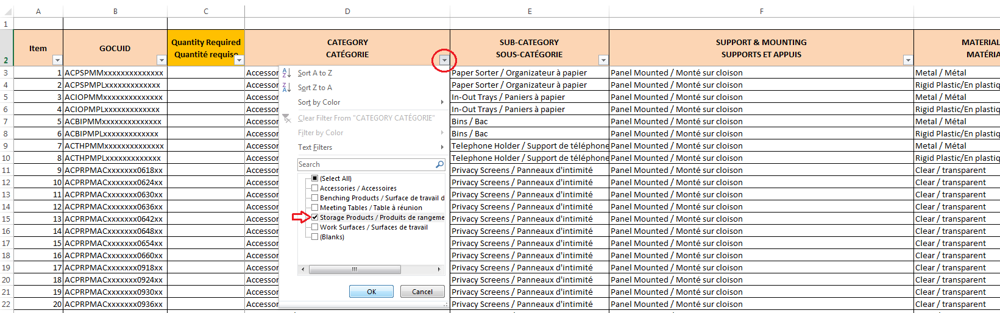 A B C D E F
1
Item GOCUID Quantity Required Quantité requise CATEGORY CATÉGORIE SUB-CATEGORY SOUS-CATÉGORIE SUPPORT & MOUNTING SUPPORTS ET APPUIS MATERIAL MATÉRIA
2
3 1 ACPSPMMxxxxxxxxxxxxxx Accessor Paper Sorter / Organizateur à papier Panel Mounted / Monté sur cloison Metal / Métal
4 2 ACPSPMPLxxxxxxxxxxxxx Accessor Paper Sorter / Organizateur à papier Panel Mounted / Monté sur cloison Rigid Plastic/En plastiq
5 3 ACIOPMMxxxxxxxxxxxxxx Accessor In-Out Trays / Paniers à papier Panel Mounted / Monté sur cloison Metal / Métal
6 4 ACIOPMPLxxxxxxxxxxxxx Accessor In-Out Trays / Paniers à papier Panel Mounted / Monté sur cloison Rigid Plastic/En plastiq
7 5 ACBIPMMxxxxxxxxxxxxxx Accessor Bins / Bac Panel Mounted / Monté sur cloison Metal / Métal
8 6 ACBIPMPLxxxxxxxxxxxxx Accessor Bins / Bac Panel Mounted / Monté sur cloison Rigid Plastic/En plastiq
9 7 ACTHPMMxxxxxxxxxxxxxx Accessor Telephone Holder / Support de téléphone Panel Mounted / Monté sur cloison Metal / Métal
10 8 ACTHPMPLxxxxxxxxxxxxx Accessor Telephone Holder / Support de téléphone Panel Mounted / Monté sur cloison Rigid Plastic/En plastiq
11 9 ACPRPMACxxxxxxx0618xx Accessor Privacy Screens / Panneaux d'intimité Panel Mounted / Monté sur cloison Clear / transparent
12 10 ACPRPMACxxxxxxx0624xx Accessor Privacy Screens / Panneaux d'intimité Panel Mounted / Monté sur cloison Clear / transparent
13 11 ACPRPMACxxxxxxx0630xx Accessor Privacy Screens / Panneaux d'intimité Panel Mounted / Monté sur cloison Clear / transparent
14 12 ACPRPMACxxxxxxx0636xx Accessor Privacy Screens / Panneaux d'intimité Panel Mounted / Monté sur cloison Clear / transparent
15 13 ACPRPMACxxxxxxx0642xx Accessor Privacy Screens / Panneaux d'intimité Panel Mounted / Monté sur cloison Clear / transparent
16 14 ACPRPMACxxxxxxx0648xx Accessor Privacy Screens / Panneaux d'intimité Panel Mounted / Monté sur cloison Clear / transparent
17 15 ACPRPMACxxxxxxx0654xx Accessor Privacy Screens / Panneaux d'intimité Panel Mounted / Monté sur cloison Clear / transparent
18 16 ACPRPMACxxxxxxx0660xx Accessor Privacy Screens / Panneaux d'intimité Panel Mounted / Monté sur cloison Clear / transparent
19 17 ACPRPMACxxxxxxx0918xx Accessor Privacy Screens / Panneaux d'intimité Panel Mounted / Monté sur cloison Clear / transparent
20 18 ACPRPMACxxxxxxx0924xx Accessor Privacy Screens / Panneaux d'intimité Panel Mounted / Monté sur cloison Clear / transparent
21 19 ACPRPMACxxxxxxx0930xx Accessor Privacy Screens / Panneaux d'intimité Panel Mounted / Monté sur cloison Clear / transparent
22 20 ACPRPMACxxxxxxx0936xx Accessor Privacy Screens / Panneaux d'intimité Panel Mounted / Monté sur cloison Clear / transparent
Sort A to Z
Sort Z to A
Sort by Color
Clear Filter From "CATEGORY CATÉGORIE"
Filter by Color
Text Filters
Search
(Select All)
Accessories / Accessoires
Benching Products / Surface de travail d
Meeting Tables / Table à réunion
Storage Products / Produits de rangeme
Work Surfaces / Surfaces de travail
(Blanks)
OK Cancel